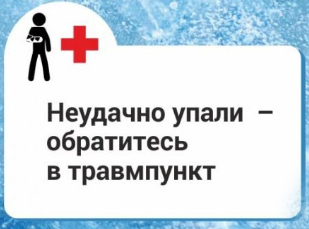 Неудачно упали –
обратитесь
в травмпункт